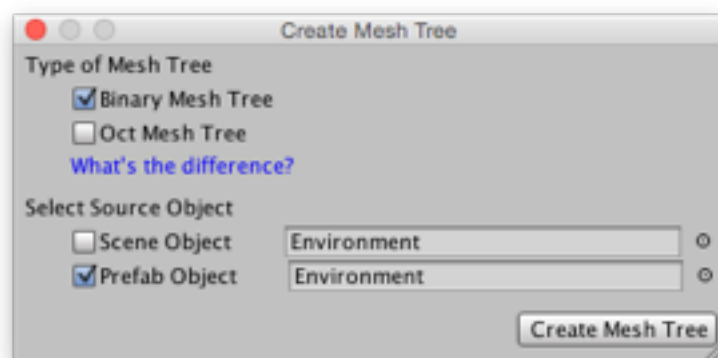 Create Mesh Tree
Type of Mesh Tree
Binary Mesh Tree
Oct Mesh Tree
What's the difference?
Select Source Object
Scene Object Environment
Prefab Object Environment
Create Mesh Tree